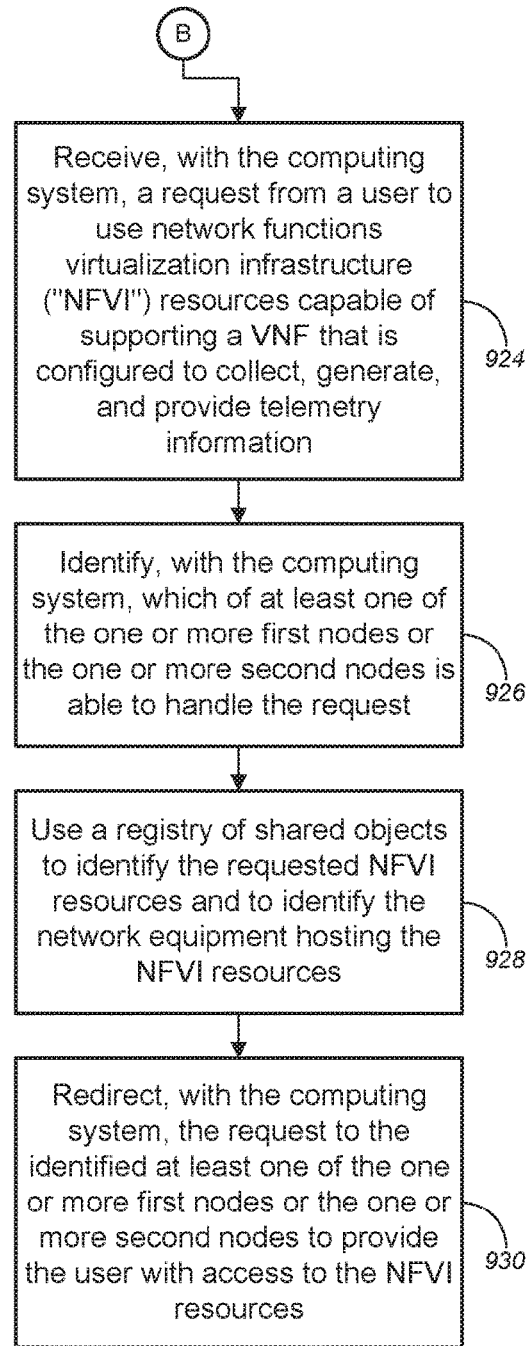 B
Receive, with the computing
system, a request from a user to
use network functions
virtualization infrastructure
("NFVI") resources capable of
supporting a VNF that is
configured to collect, generate,
and provide telemetry
information
924
Identify, with the computing
system, which of at least one of
the one or more first nodes or
the one or more second nodes is
able to handle the request
926
Use a registry of shared objects
to identify the requested NFVI
resources and to identify the
network equipment hosting the
NFVI resources
928
Redirect, with the computing
system, the request to the
identified at least one of the one
or more first nodes or the one or
more second nodes to provide
the user with access to the NFVI
resources
930